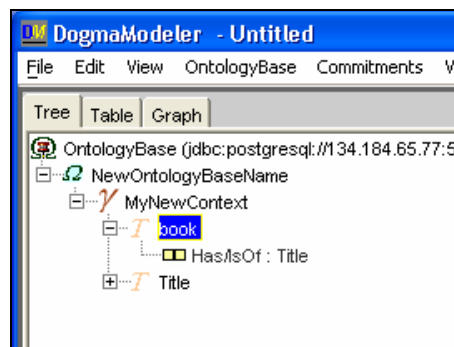 DM DogmaModeler - Untitled
File Edit View OntologyBase Commitments
Tree Table Graph
OntologyBase (jdbc:postgresql://134.184.65.77:5
Ω NewOntologyBaseName
γ MyNewContext
T book
Has/IsOf : Title
T Title